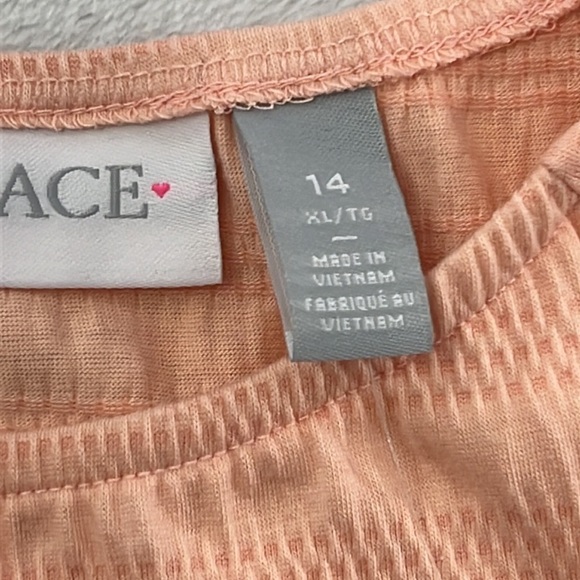 ACE
14
XL/TG
MADE IN
VIETNAM
FABRIQUÉ AU
VIETNAM